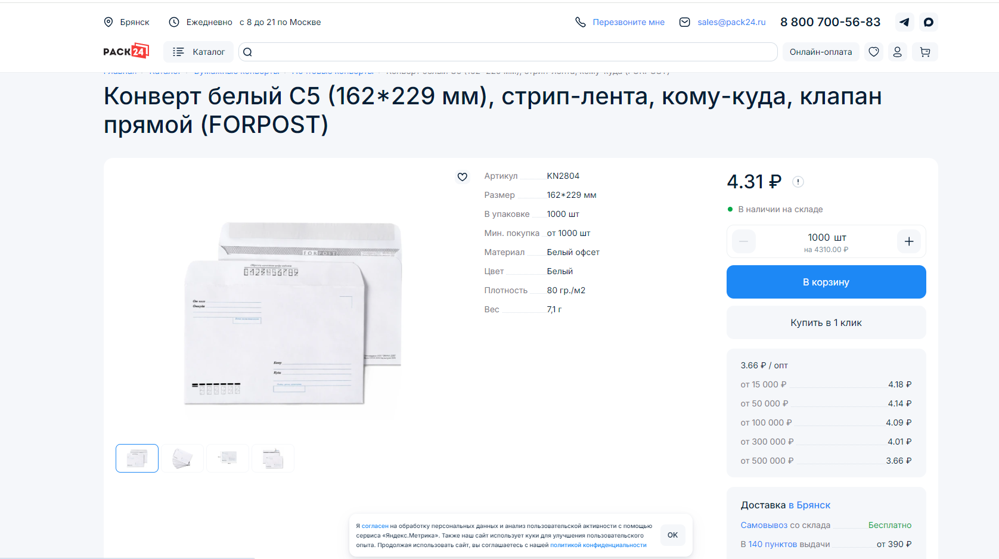 Брянск
Ежедневно с 8 до 21 по Москве
Перезвоните мне
sales@pack24.ru
8 800 700-56-83
PACK24
Каталог
Онлайн-оплата
Конверт белый С5 (162*229 мм), стрип-лента, кому-куда, клапан
прямой (FORPOST)
Артикул KN2804
Размер 162*229 мм
В упаковке 1000 шт
Мин. покупка от 1000 шт
Материал Белый офсет
Цвет Белый
Плотность 80 гр./м2
Вес 7,1 г
FORPOST
От кого
Откуда
Кому
Куда
4.31 ₽
В наличии на складе
1000 шт
на 4310.00 ₽
В корзину
Купить в 1 клик
3.66 ₽ / опт
от 15 000 ₽ 4.18 ₽
от 50 000 ₽ 4.14 ₽
от 100 000 ₽ 4.09 ₽
от 300 000 ₽ 4.01 ₽
от 500 000 ₽ 3.66 ₽
Доставка в Брянск
Самовывоз со склада Бесплатно
В 140 пунктов выдачи от 390 ₽
Я согласен на обработку персональных данных и анализ пользовательской активности с помощью
сервиса «Яндекс.Метрика». Также наш сайт использует куки для улучшения пользовательского
опыта. Продолжая использовать сайт, вы соглашаетесь с нашей политикой конфиденциальности
OK